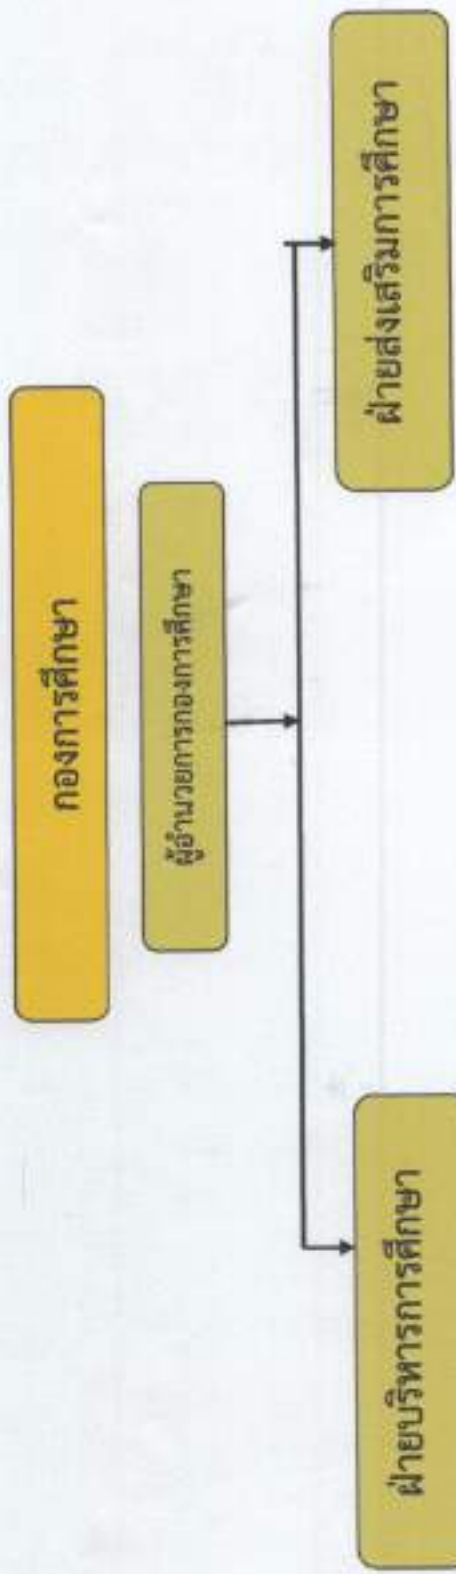 กองการศึกษา
ผู้อำนวยการกองการศึกษา
ฝ่ายบริหารการศึกษา
ฝ่ายส่งเสริมการศึกษา